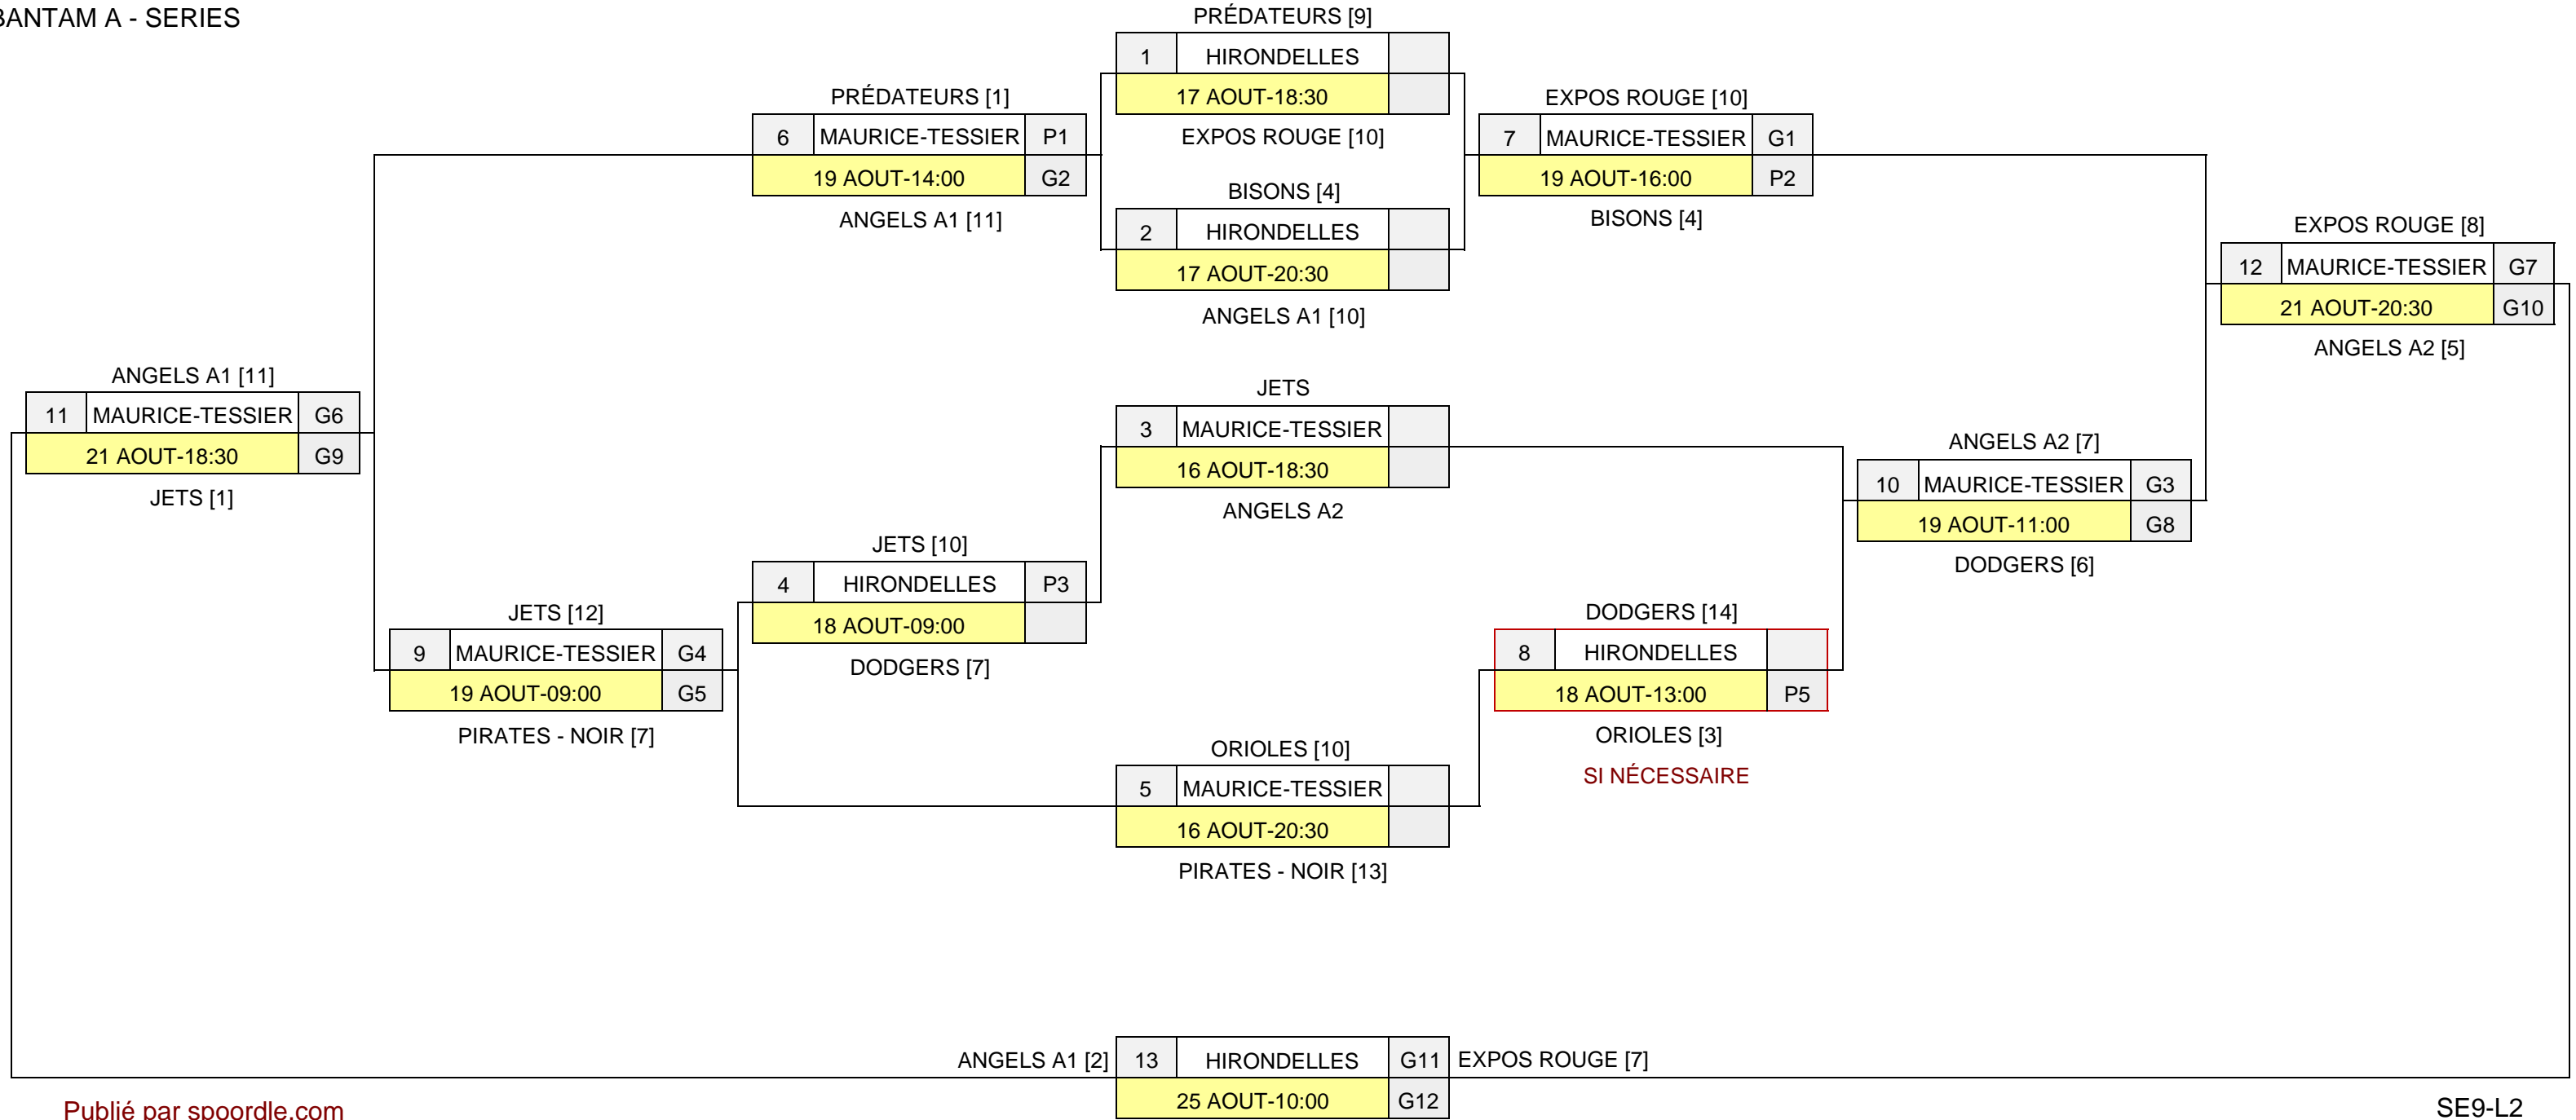 BANTAM A - SERIES
PRÉDATEURS [9]
1 HIRONDELLES
17 AOUT-18:30
EXPOS ROUGE [10]
PRÉDATEURS [1]
6 MAURICE-TESSIER P1
19 AOUT-14:00 G2
ANGELS A1 [11]
EXPOS ROUGE [10]
7 MAURICE-TESSIER G1
19 AOUT-16:00 P2
BISONS [4]
BISONS [4]
2 HIRONDELLES
17 AOUT-20:30
ANGELS A1 [10]
EXPOS ROUGE [8]
12 MAURICE-TESSIER G7
21 AOUT-20:30 G10
ANGELS A2 [5]
ANGELS A1 [11]
11 MAURICE-TESSIER G6
21 AOUT-18:30 G9
JETS [1]
JETS
3 MAURICE-TESSIER
16 AOUT-18:30
ANGELS A2
ANGELS A2 [7]
10 MAURICE-TESSIER G3
19 AOUT-11:00 G8
DODGERS [6]
JETS [10]
4 HIRONDELLES P3
18 AOUT-09:00
DODGERS [7]
JETS [12]
9 MAURICE-TESSIER G4
19 AOUT-09:00 G5
PIRATES - NOIR [7]
DODGERS [14]
8 HIRONDELLES
18 AOUT-13:00 P5
ORIOLES [3]
SI NÉCESSAIRE
ORIOLES [10]
5 MAURICE-TESSIER
16 AOUT-20:30
PIRATES - NOIR [13]
ANGELS A1 [2] 13 HIRONDELLES G11 EXPOS ROUGE [7]
25 AOUT-10:00 G12
Publié par spoordle.com
SE9-L2